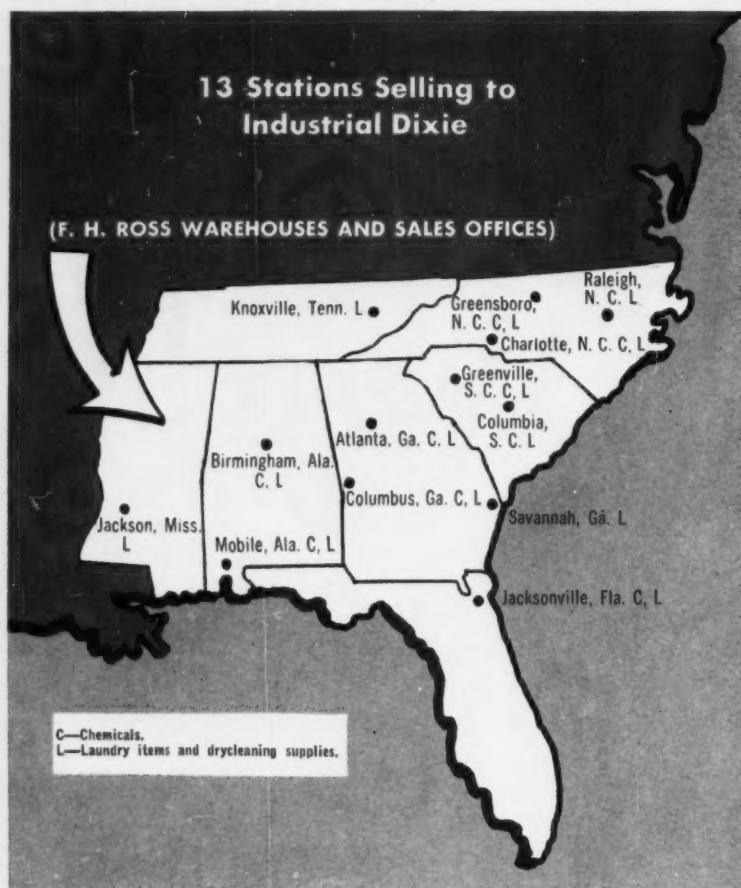 13 Stations Selling to
Industrial Dixie
(F. H. ROSS WAREHOUSES AND SALES OFFICES)
Knoxville, Tenn. L
Greensboro,
N. C. C, L
Raleigh,
N. C. L
Charlotte, N. C. C, L
Greenville,
S. C. C, L
Columbia,
S. C. L
Atlanta, Ga. C, L
Birmingham, Ala.
C, L
Columbus, Ga. C, L
Savannah, Ga. L
Jackson, Miss.
L
Mobile, Ala. C, L
Jacksonville, Fla. C, L
C—Chemicals.
L—Laundry items and drycleaning supplies.